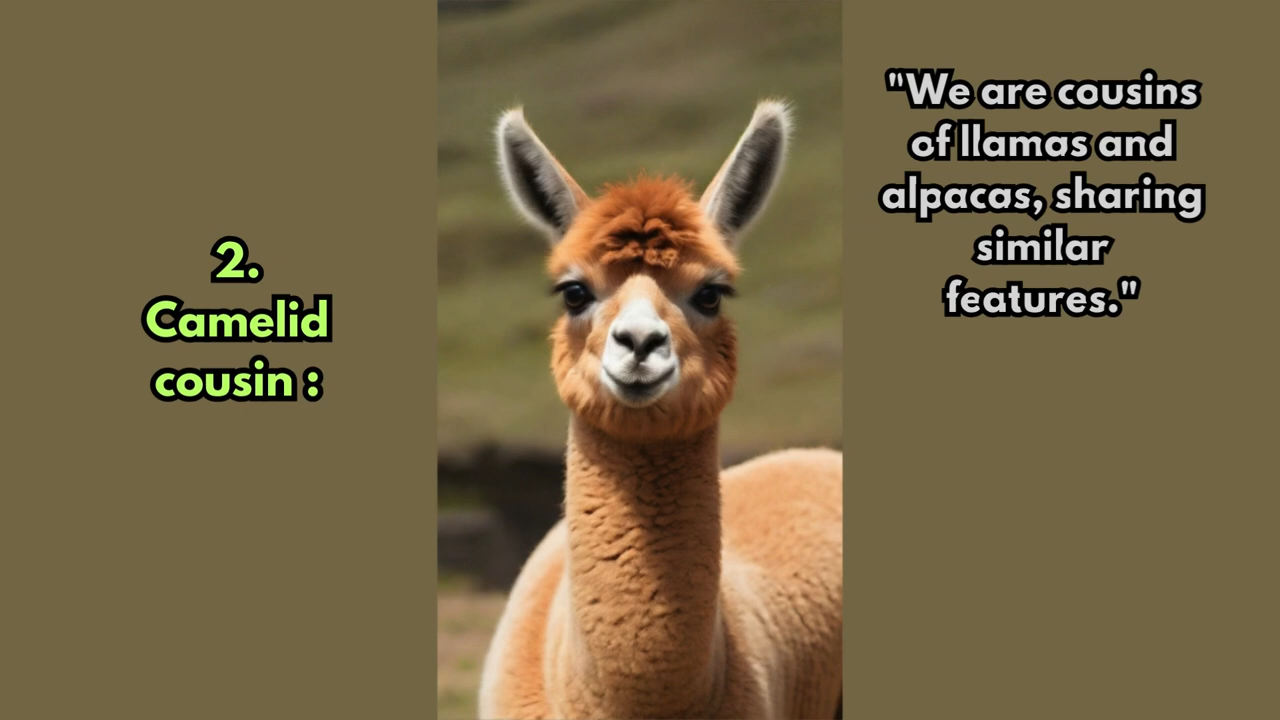 2.
Camelid
cousin :
"We are cousins
of llamas and
alpacas, sharing
similar
features."